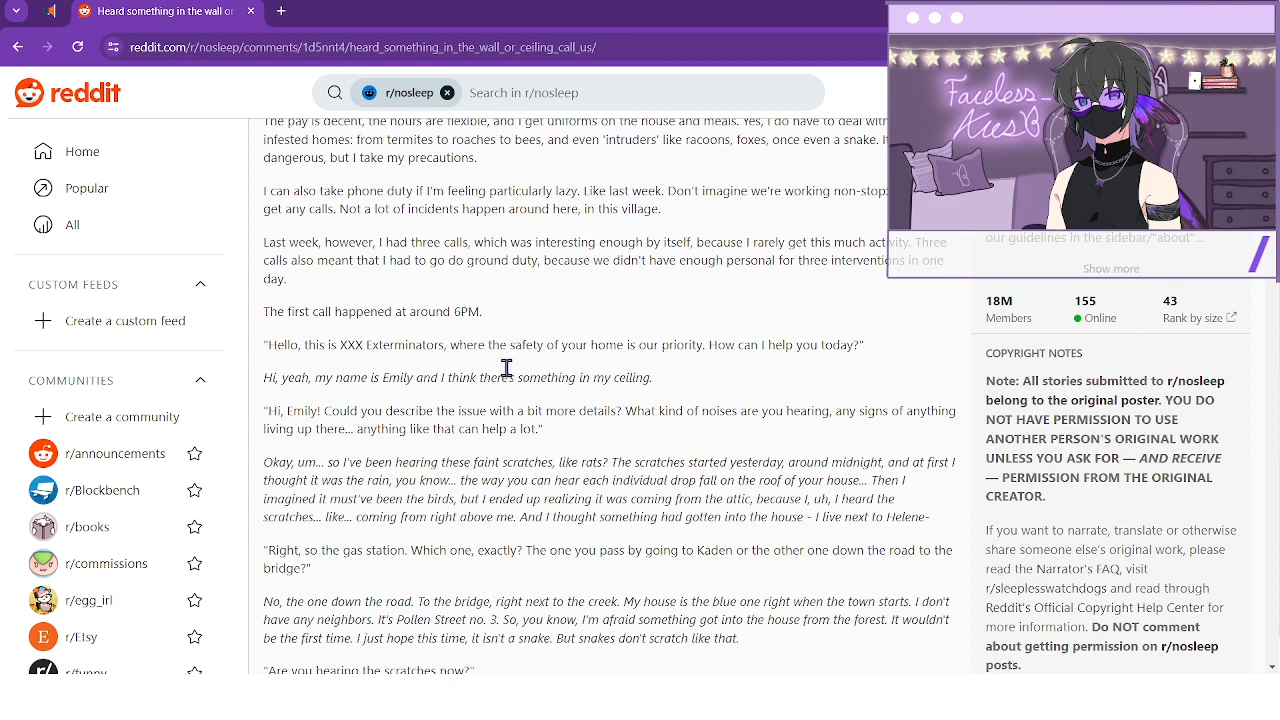 Heard something in the wall or
reddit.com/r/nosleep/comments/1d5nnt4/heard_something_in_the_wall_or_ceiling_call_us/
reddit
r/nosleep
Search in r/nosleep
Home
Popular
All
CUSTOM FEEDS
Create a custom feed
COMMUNITIES
Create a community
r/announcements
r/Blockbench
r/books
r/commissions
r/egg_irl
r/Etsy
r/funny
The pay is decent, the hours are flexible, and I get uniforms on the house and meals. Yes, I do have to deal with
infested homes: from termites to roaches to bees, and even 'intruders' like racoons, foxes, once even a snake.
dangerous, but I take my precautions.
I can also take phone duty if I'm feeling particularly lazy. Like last week. Don't imagine we're working non-stop:
get any calls. Not a lot of incidents happen around here, in this village.
Last week, however, I had three calls, which was interesting enough by itself, because I rarely get this much activity. Three
calls also meant that I had to go do ground duty, because we didn't have enough personal for three interventions in one
day.
The first call happened at around 6PM.
"Hello, this is XXX Exterminators, where the safety of your home is our priority. How can I help you today?"
Hi, yeah, my name is Emily and I think there's something in my ceiling.
"Hi, Emily! Could you describe the issue with a bit more details? What kind of noises are you hearing, any signs of anything
living up there... anything like that can help a lot."
Okay, um... so I've been hearing these faint scratches, like rats? The scratches started yesterday, around midnight, and at first I
thought it was the rain, you know... the way you can hear each individual drop fall on the roof of your house... Then I
imagined it must've been the birds, but I ended up realizing it was coming from the attic because I, uh, I heard the
scratches... like... coming from right above me. And I thought something had gotten into the house - I live next to Helene-
"Right, so the gas station. Which one, exactly? The one you pass by going to Kaden or the other one down the road to the
bridge?"
No, the one down the road. To the bridge, right next to the creek. My house is the blue one right when the town starts. I don't
have any neighbors. It's Pollen Street no. 3. So, you know, I'm afraid something got into the house from the forest. It wouldn't
be the first time. I just hope this time, it isn't a snake. But snakes don't scratch like that.
"Are you hearing the scratches now?"
Faceless_
our guidelines in the sidebar/"about"...
Show more
18M
Members
155
Online
43
Rank by size
COPYRIGHT NOTES
Note: All stories submitted to r/nosleep
belong to the original poster. YOU DO
NOT HAVE PERMISSION TO USE
ANOTHER PERSON'S ORIGINAL WORK
UNLESS YOU ASK FOR — AND RECEIVE
— PERMISSION FROM THE ORIGINAL
CREATOR.
If you want to narrate, translate or otherwise
share someone else's original work, please
read the Narrator's FAQ, visit
r/sleeplesswatchdogs and read through
Reddit's Official Copyright Help Center for
more information. Do NOT comment
about getting permission on r/nosleep
posts.